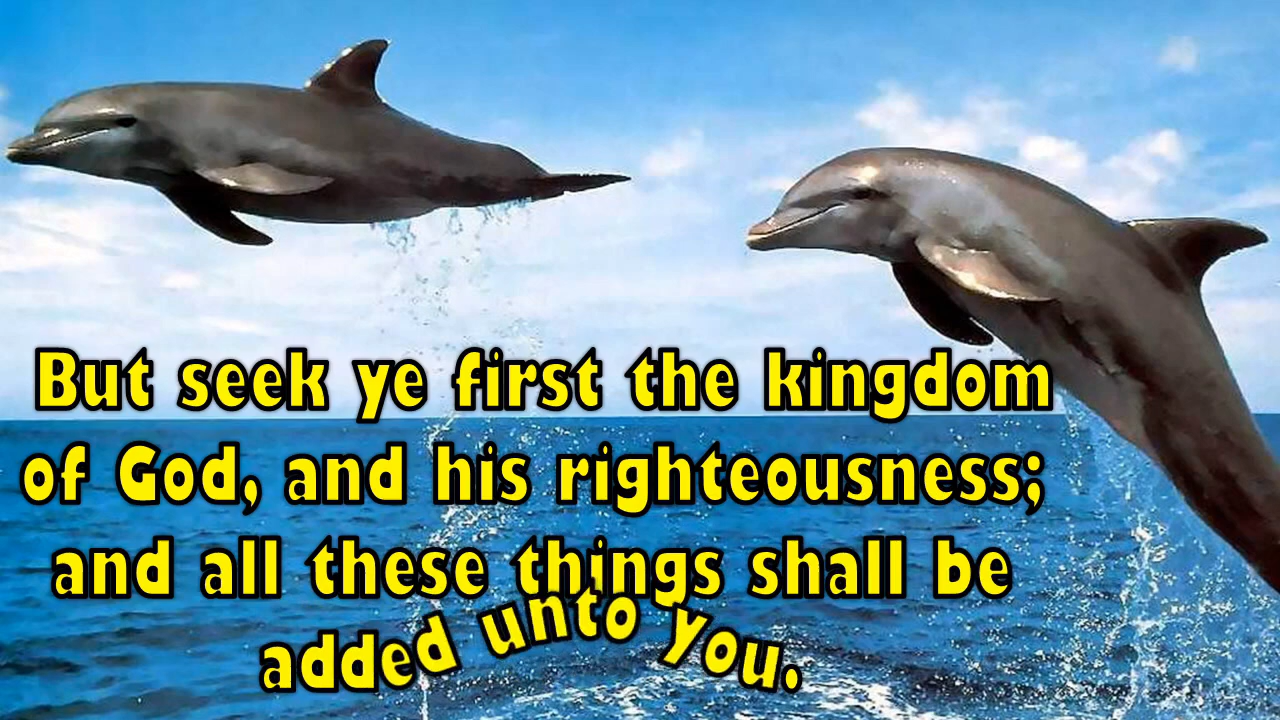 But seek ye first the kingdom
of God, and his righteousness;
and all these things shall be
added unto you.